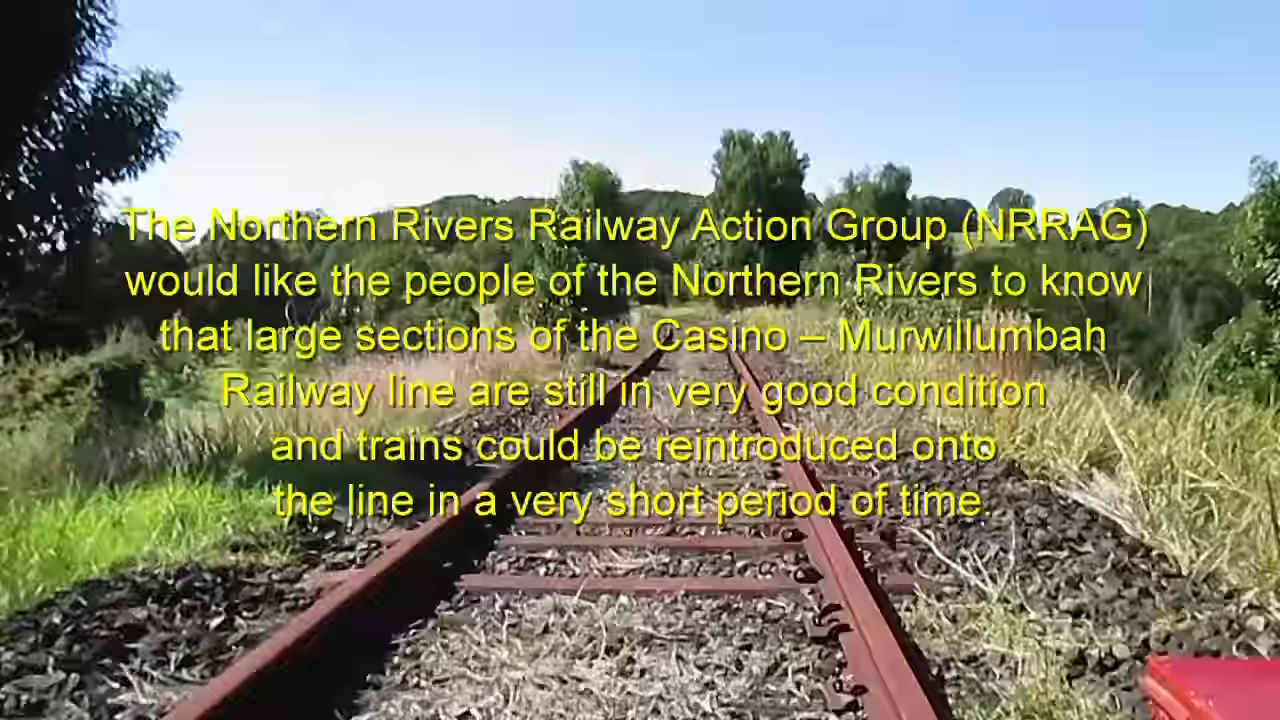 The Northern Rivers Railway Action Group (NRRAG)
would like the people of the Northern Rivers to know
that large sections of the Casino – Murwillumbah
Railway line are still in very good condition
and trains could be reintroduced onto
the line in a very short period of time.